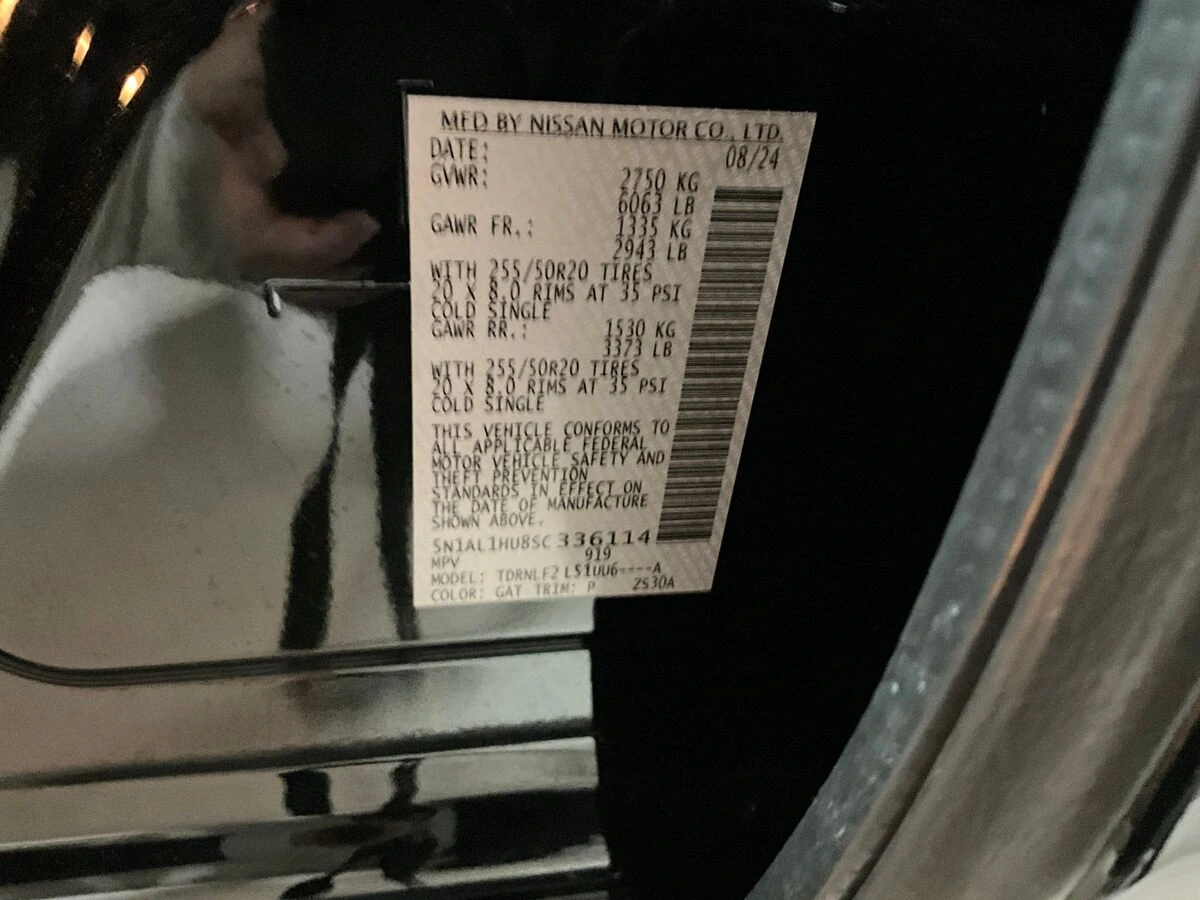 MFD BY NISSAN MOTOR CO., LTD.
DATE: 08/24
GVWR: 2750 KG
6063 LB
GAWR FR.: 1335 KG
2943 LB
WITH 255/50R20 TIRES
20 X 8.0 RIMS AT 35 PSI
COLD SINGLE
GAWR RR.: 1530 KG
3373 LB
WITH 255/50R20 TIRES
20 X 8.0 RIMS AT 35 PSI
COLD SINGLE
THIS VEHICLE CONFORMS TO
ALL APPLICABLE FEDERAL
MOTOR VEHICLE SAFETY AND
THEFT PREVENTION
STANDARDS IN EFFECT ON
THE DATE OF MANUFACTURE
SHOWN ABOVE.
5N1AL1HU8SC 336114
MPV 919
MODEL: TDRNLF2 L51UU6----A
COLOR: GAT TRIM: P ZS30A